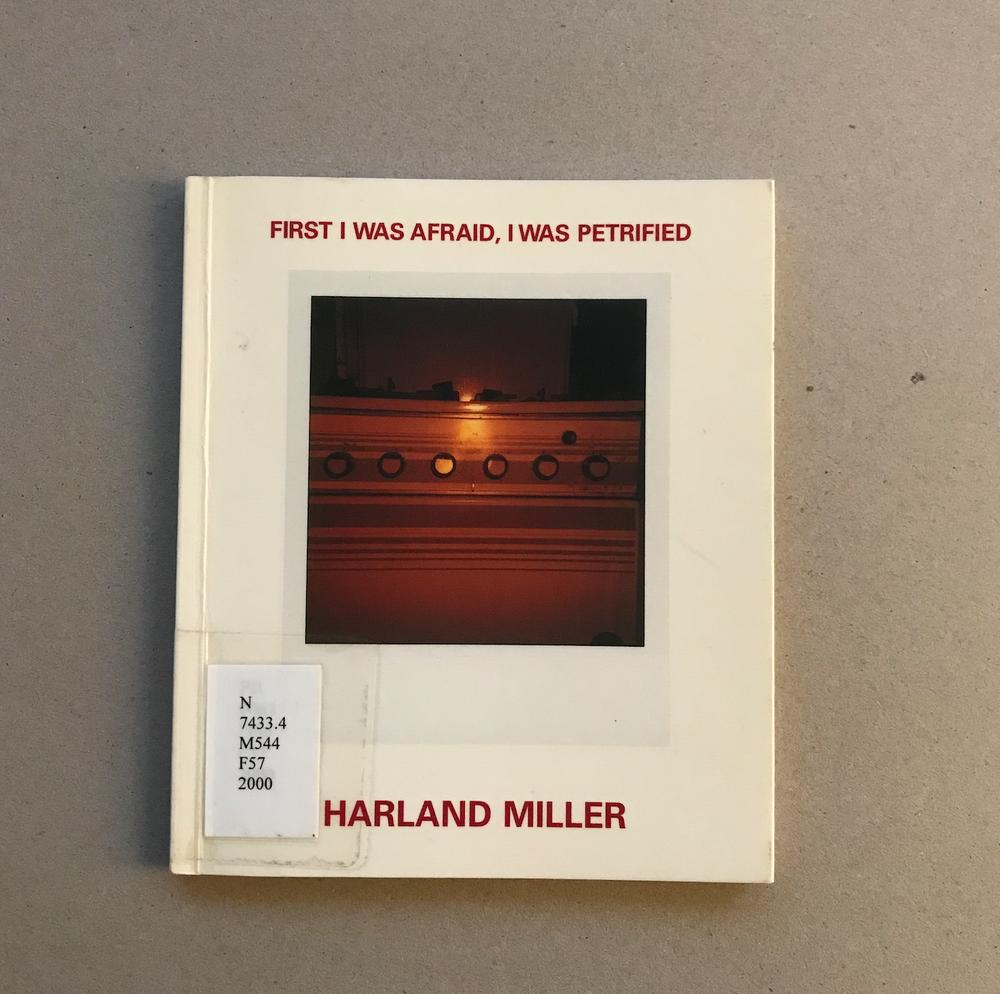 FIRST I WAS AFRAID, I WAS PETRIFIED
N
7433.4
M544
F57
2000
HARLAND MILLER